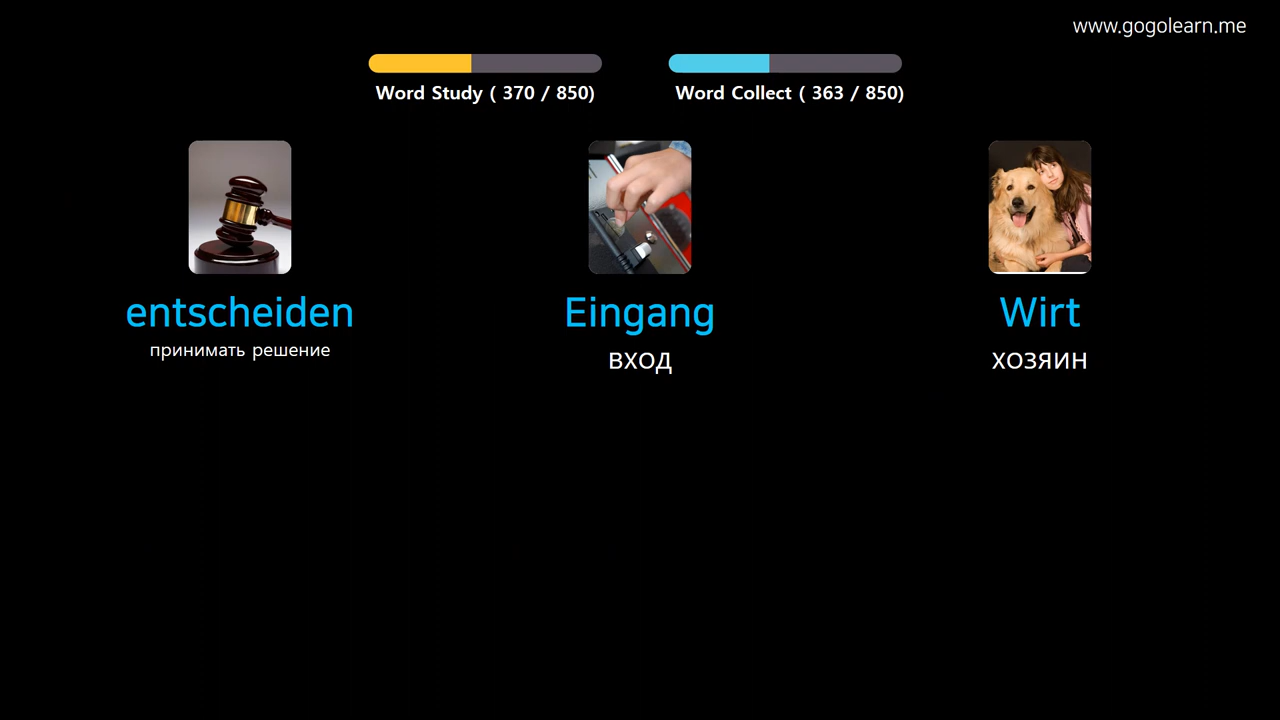 www.gogolearn.me
Word Study ( 370 / 850)
Word Collect ( 363 / 850)
entscheiden
принимать решение
Eingang
ВХОД
Wirt
ХОЗЯИН